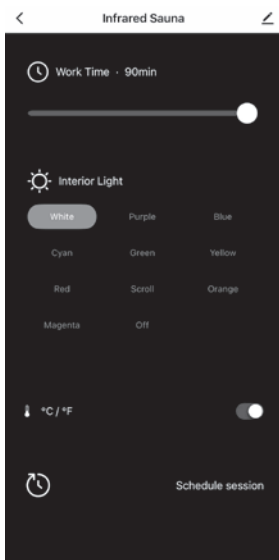 Infrared Sauna
Work Time · 90min
Interior Light
White Purple Blue
Cyan Green Yellow
Red Scroll Orange
Magenta Off
°C / °F
Schedule session